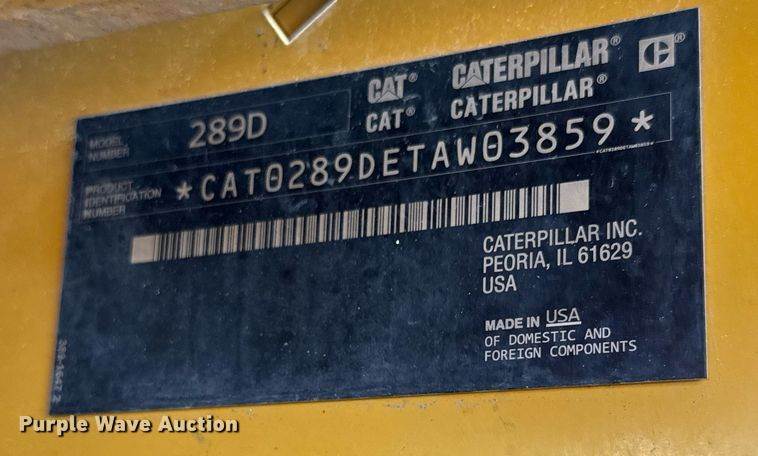 MODEL NUMBER 289D
CAT® CATERPILLAR®
CAT® CATERPILLAR®
PRODUCT IDENTIFICATION NUMBER *CAT0289DETAW03859*
*CAT0289DETAW03859*
CATERPILLAR INC.
PEORIA, IL 61629
USA
MADE IN USA
OF DOMESTIC AND
FOREIGN COMPONENTS
Purple Wave Auction